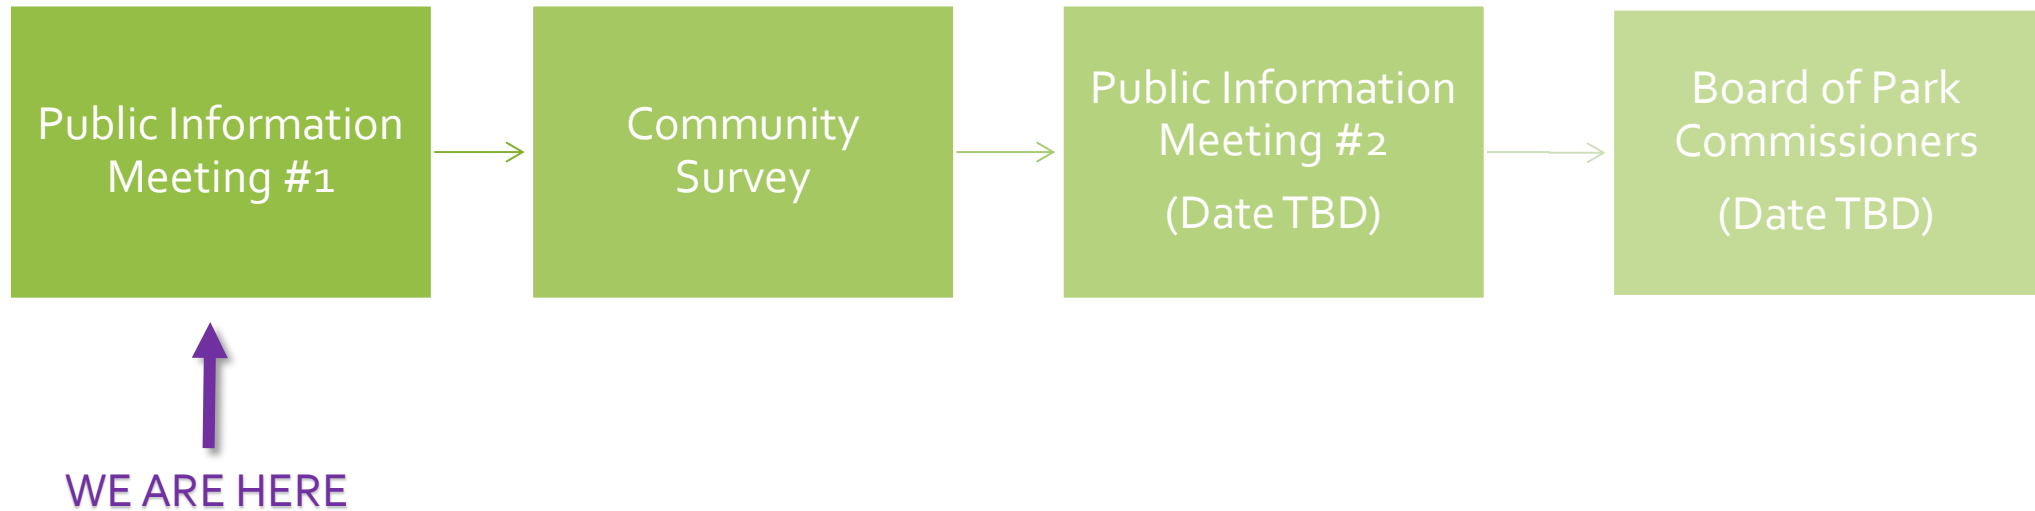 Public Information
Meeting #1
Community
Survey
Public Information
Meeting #2
(Date TBD)
Board of Park
Commissioners
(Date TBD)
WE ARE HERE